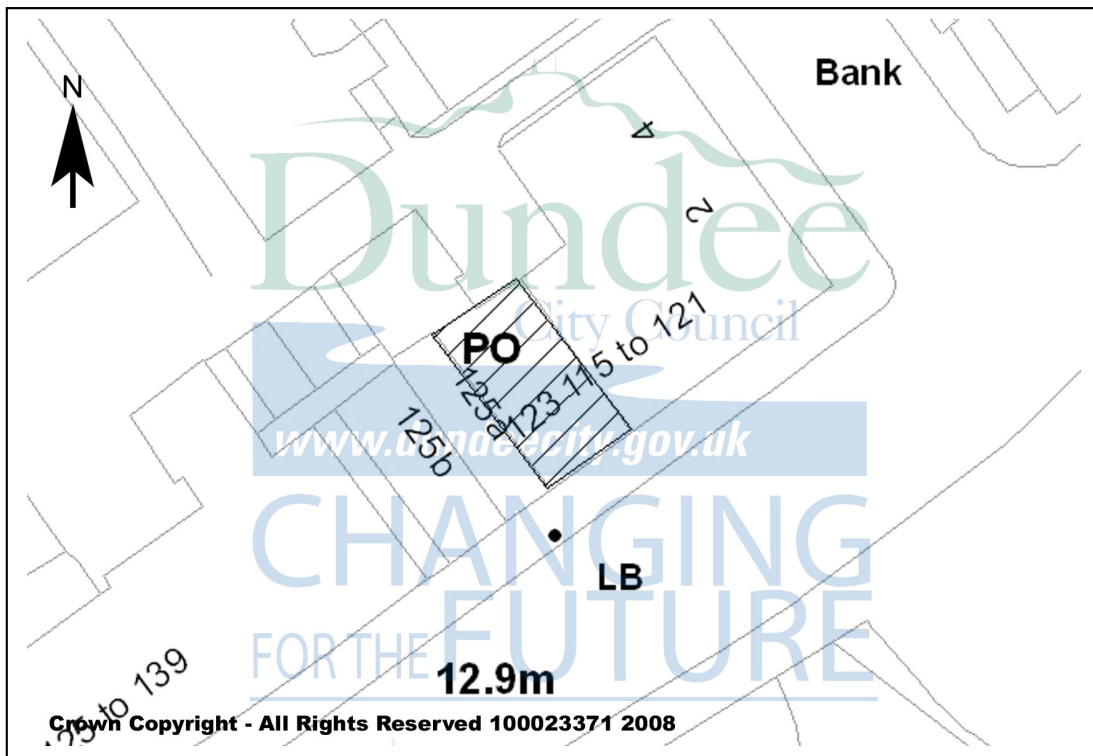 Bank
N
4
2
Dundee
City Council
115 to 121
PO
123
125a
125b
www.dundeecity.gov.uk
CHANGING
LB
FOR THE FUTURE
12.9m
125 to 139
Crown Copyright - All Rights Reserved 100023371 2008